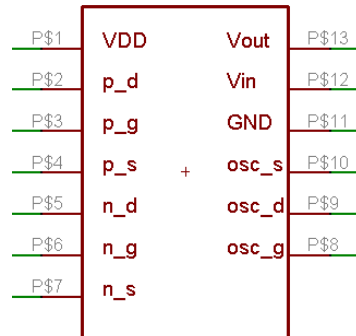 P$1 VDD Vout P$13
P$2 p_d Vin P$12
P$3 p_g GND P$11
P$4 p_s osc_s P$10
P$5 n_d osc_d P$9
P$6 n_g osc_g P$8
P$7 n_s